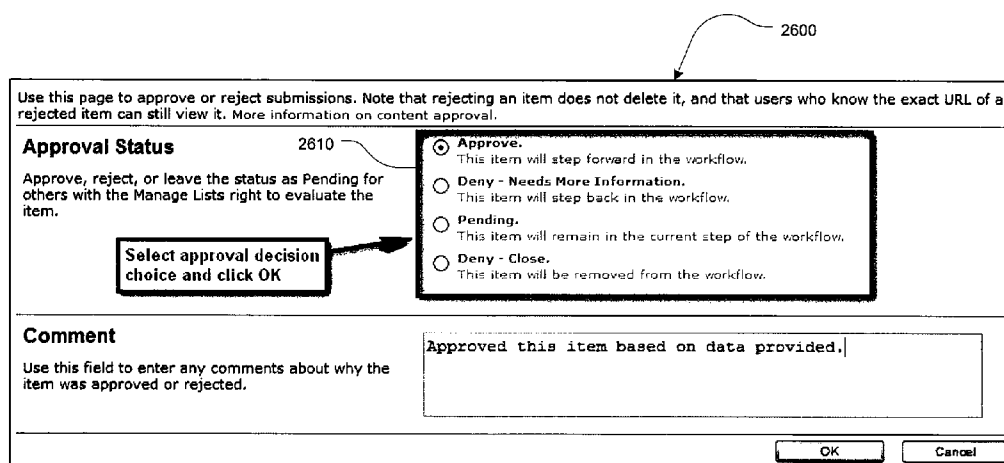 2600
Use this page to approve or reject submissions. Note that rejecting an item does not delete it, and that users who know the exact URL of a
rejected item can still view it. More information on content approval.
Approval Status
2610
Approve, reject, or leave the status as Pending for
others with the Manage Lists right to evaluate the
item.
Select approval decision
choice and click OK
Approve.
This item will step forward in the workflow.
Deny - Needs More Information.
This item will step back in the workflow.
Pending.
This item will remain in the current step of the workflow.
Deny - Close.
This item will be removed from the workflow.
Comment
Use this field to enter any comments about why the
item was approved or rejected.
Approved this item based on data provided.
OK
Cancel